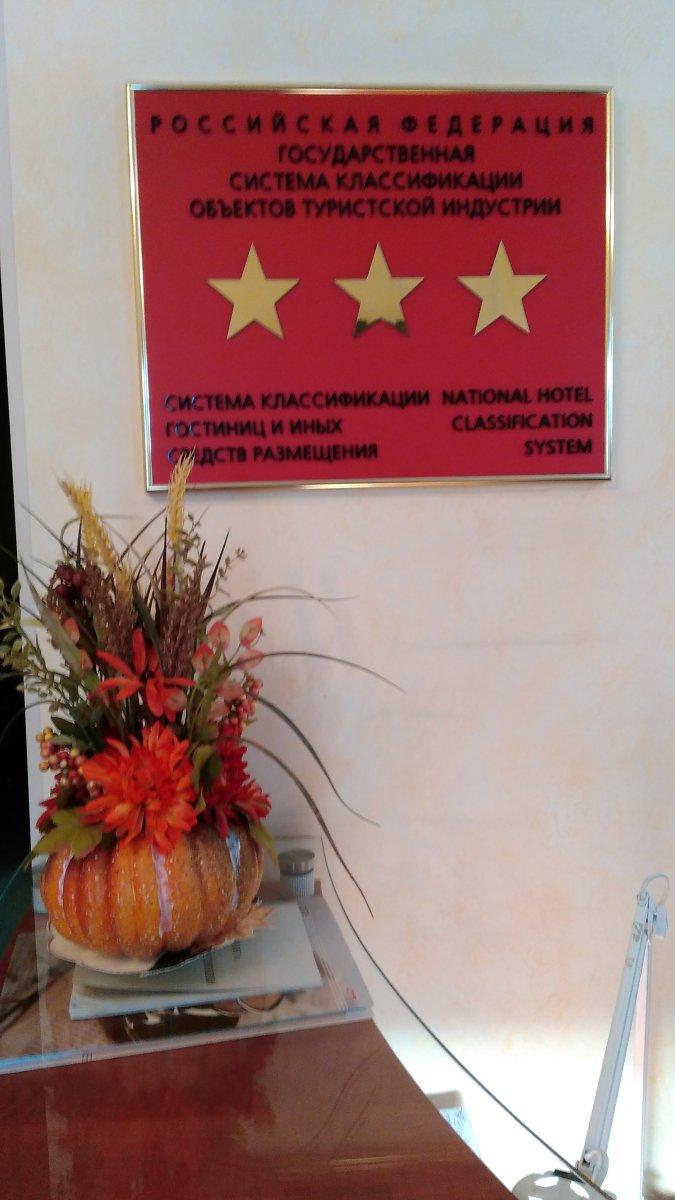 РОССИЙСКАЯ ФЕДЕРАЦИЯ
ГОСУДАРСТВЕННАЯ
СИСТЕМА КЛАССИФИКАЦИИ
ОБЪЕКТОВ ТУРИСТСКОЙ ИНДУСТРИИ
СИСТЕМА КЛАССИФИКАЦИИ
ГОСТИНИЦ И ИНЫХ
СРЕДСТВ РАЗМЕЩЕНИЯ
NATIONAL HOTEL
CLASSIFICATION
SYSTEM